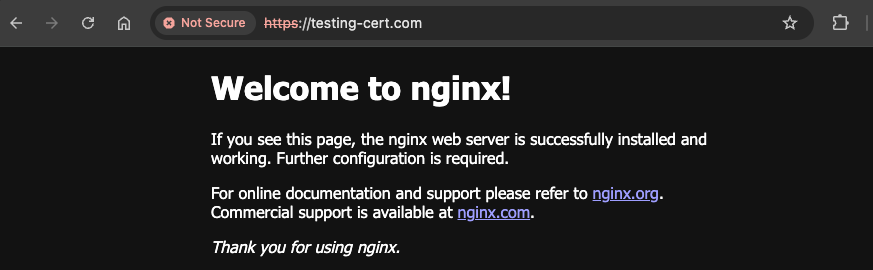 Not Secure https://testing-cert.com
Welcome to nginx!
If you see this page, the nginx web server is successfully installed and
working. Further configuration is required.
For online documentation and support please refer to nginx.org.
Commercial support is available at nginx.com.
Thank you for using nginx.